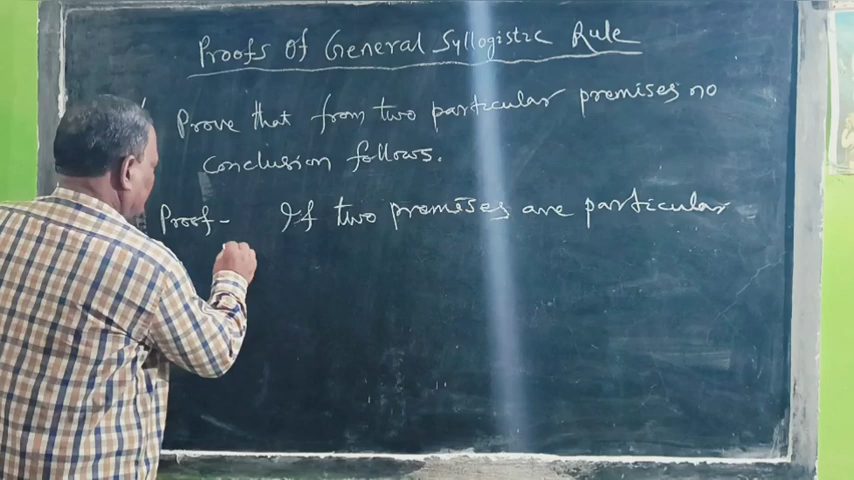 Proofs Of General Syllogistic Rule
Prove that from two particular premises no
conclusion follows.
Proof- If two premises are particular